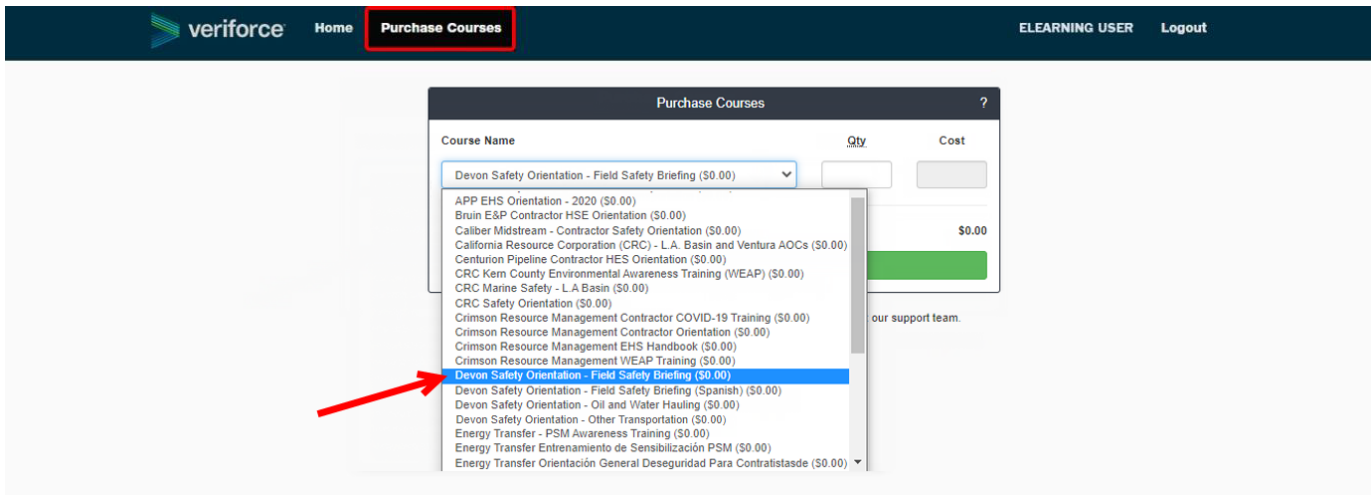 veriforce Home Purchase Courses ELEARNING USER Logout
Purchase Courses ?
Course Name Qty Cost
Devon Safety Orientation - Field Safety Briefing ($0.00)
APP EHS Orientation - 2020 ($0.00)
Bruin E&P Contractor HSE Orientation ($0.00)
Caliber Midstream - Contractor Safety Orientation ($0.00)
$0.00
California Resource Corporation (CRC) - L.A. Basin and Ventura AOCs ($0.00)
Centurion Pipeline Contractor HES Orientation ($0.00)
CRC Kern County Environmental Awareness Training (WEAP) ($0.00)
CRC Marine Safety - L.A Basin ($0.00)
CRC Safety Orientation ($0.00)
Crimson Resource Management Contractor COVID-19 Training ($0.00)
our support team.
Crimson Resource Management Contractor Orientation ($0.00)
Crimson Resource Management EHS Handbook ($0.00)
Crimson Resource Management WEAP Training ($0.00)
Devon Safety Orientation - Field Safety Briefing ($0.00)
Devon Safety Orientation - Field Safety Briefing (Spanish) ($0.00)
Devon Safety Orientation - Oil and Water Hauling ($0.00)
Devon Safety Orientation - Other Transportation ($0.00)
Energy Transfer - PSM Awareness Training ($0.00)
Energy Transfer Entrenamiento de Sensibilización PSM ($0.00)
Energy Transfer Orientación General Deseguridad Para Contratistasde ($0.00)